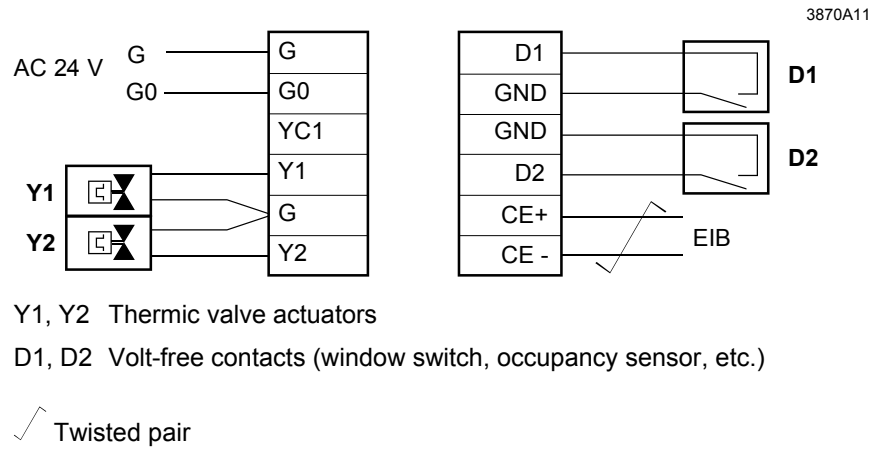 3870A11
AC 24 V
G
G0
G
G0
YC1
Y1
G
Y2
Y1
Y2
D1
GND
GND
D2
CE+
CE -
D1
D2
EIB
Y1, Y2 Thermic valve actuators
D1, D2 Volt-free contacts (window switch, occupancy sensor, etc.)
Twisted pair